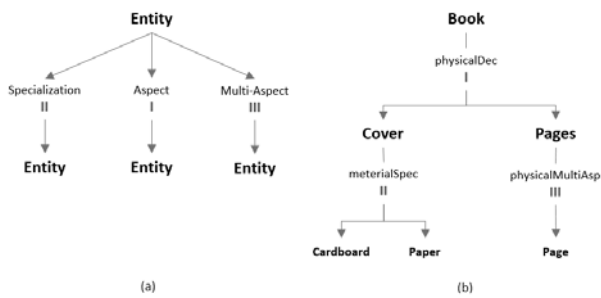 Entity
Specialization Aspect Multi-Aspect
II I III
Entity Entity Entity
(a)
Book
physicalDec
I
Cover Pages
meterialSpec physicalMultiAsp
II III
Cardboard Paper Page
(b)